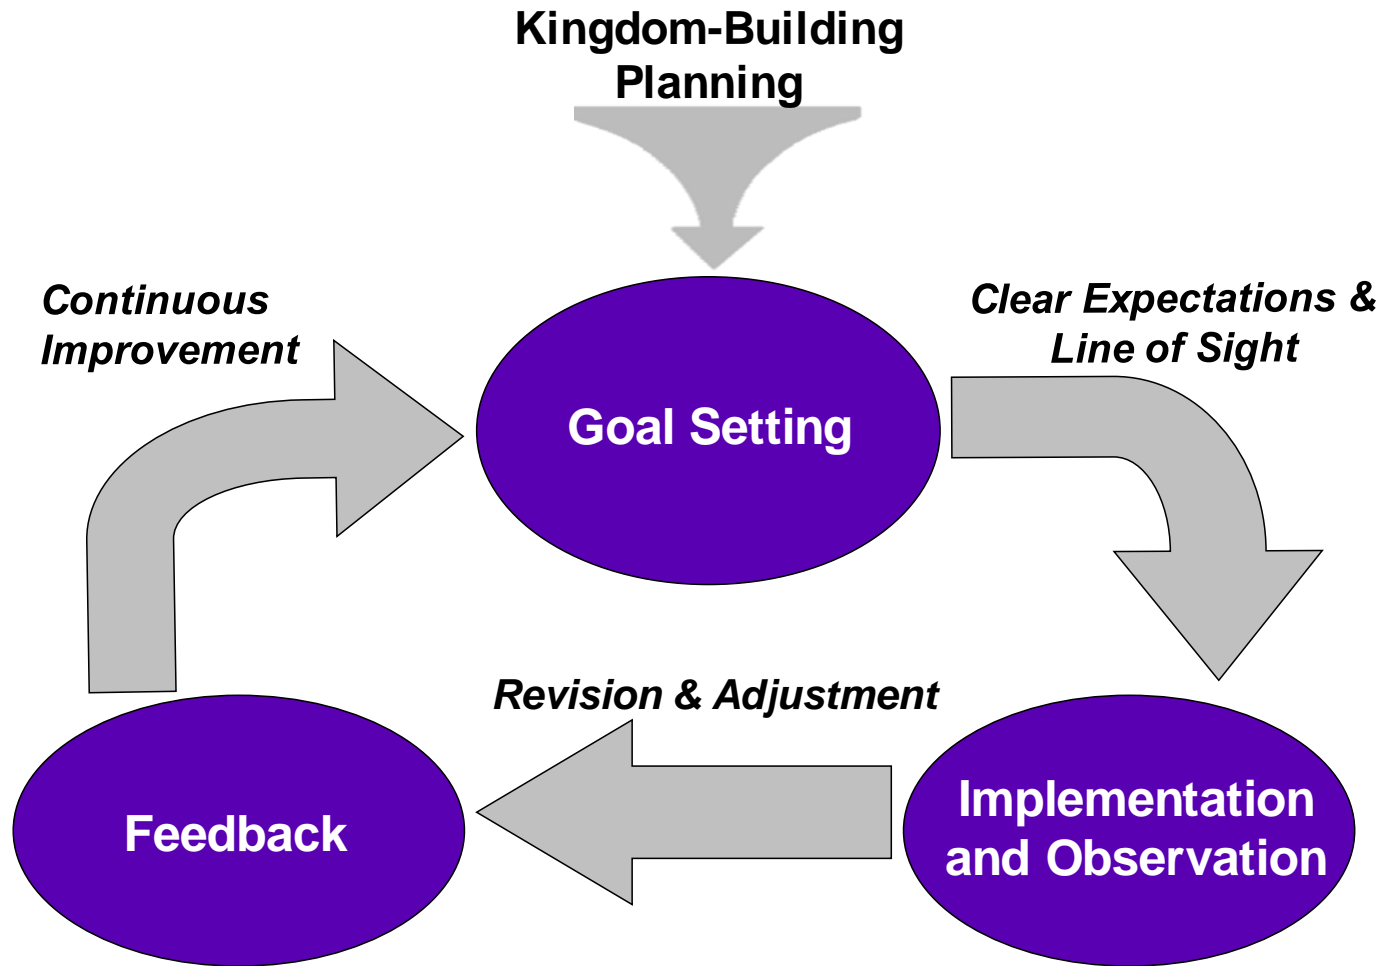 Kingdom-Building
Planning
Continuous
Improvement
Clear Expectations &
Line of Sight
Goal Setting
Revision & Adjustment
Feedback
Implementation
and Observation